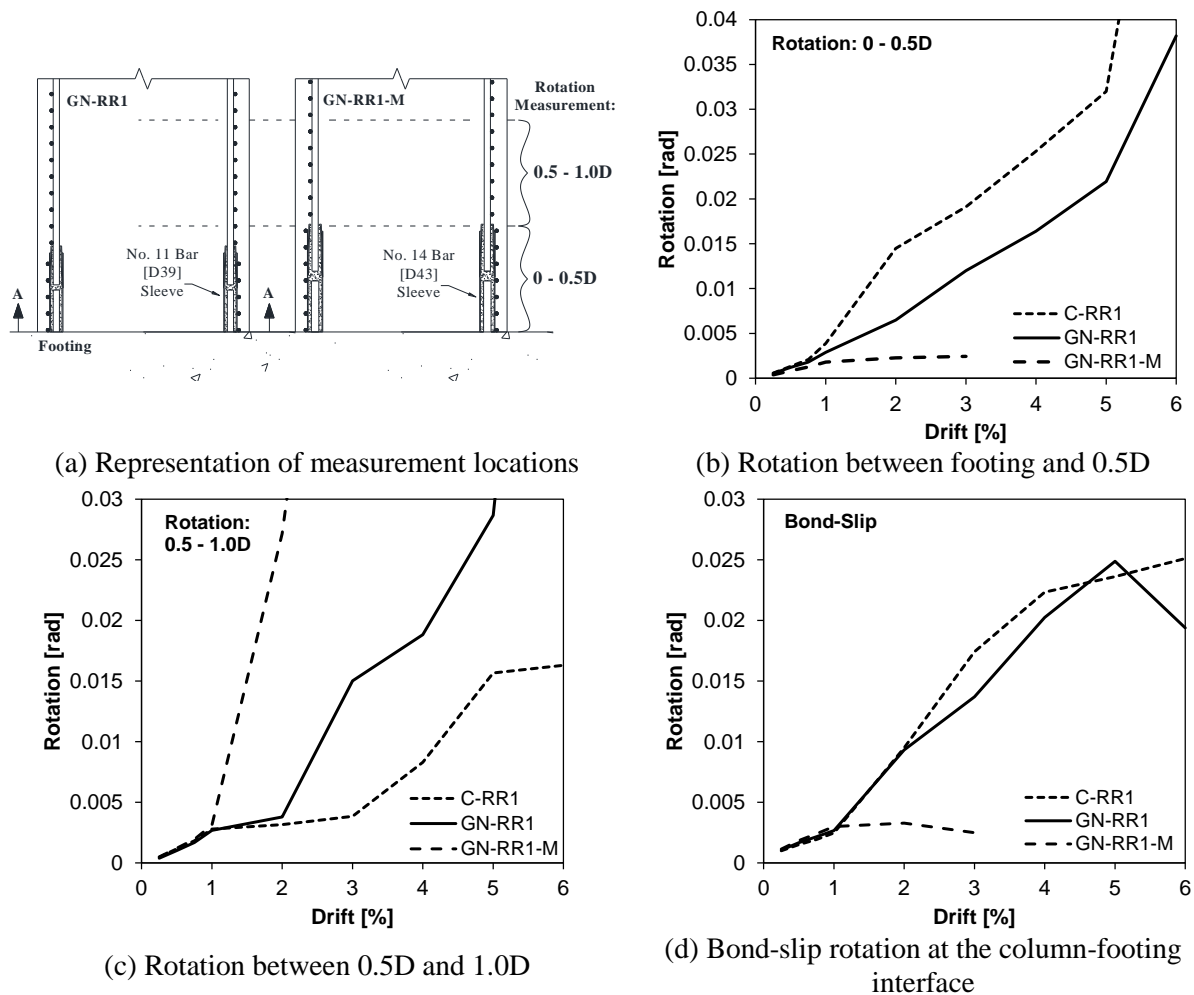 GN-RR1
GN-RR1-M
Rotation
Measurement:
0.5 - 1.0D
No. 11 Bar
[D39]
Sleeve
No. 14 Bar
[D43]
Sleeve
0 - 0.5D
A
A
Footing
(a) Representation of measurement locations
0.04
0.035
0.03
0.025
0.02
0.015
0.01
0.005
0
Rotation [rad]
Rotation: 0 - 0.5D
C-RR1
GN-RR1
GN-RR1-M
0 1 2 3 4 5 6
Drift [%]
(b) Rotation between footing and 0.5D
0.03
0.025
0.02
0.015
0.01
0.005
0
Rotation [rad]
Rotation:
0.5 - 1.0D
C-RR1
GN-RR1
GN-RR1-M
0 1 2 3 4 5 6
Drift [%]
(c) Rotation between 0.5D and 1.0D
0.03
0.025
0.02
0.015
0.01
0.005
0
Rotation [rad]
Bond-Slip
C-RR1
GN-RR1
GN-RR1-M
0 1 2 3 4 5 6
Drift [%]
(d) Bond-slip rotation at the column-footing
interface